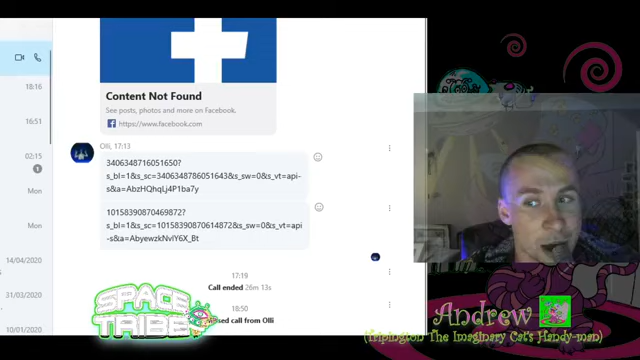 18:16
16:51
02:15
1
Mon
Mon
14/04/2020
31/03/2020
10/01/2020
Content Not Found
See posts, photos and more on Facebook.
https://www.facebook.com
Olli, 17:13
3406348716051650?
s_bl=1&s_sc=3406348786051643&s_sw=0&s_vt=api-
s&a=AbzHQhqLj4P1ba7y
10158390870469872?
s_bl=1&s_sc=10158390870614872&s_sw=0&s_vt=api
-s&a=AbyewzkNvlY6X_Bt
17:19
Call ended 26m 13s
18:50
Missed call from Olli
SPACE
TRIBE
Andrew
(Tripington The Imaginary Cat's Handy-man)